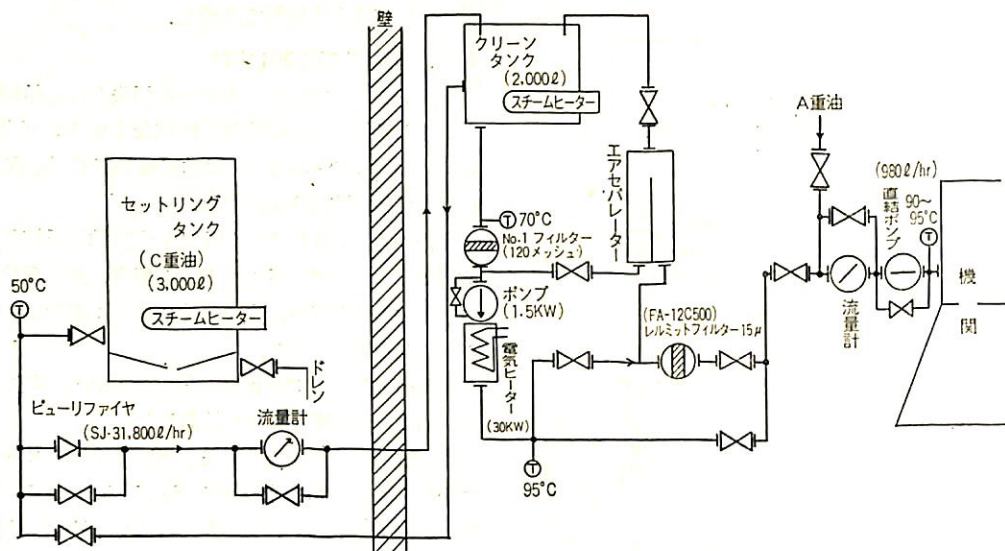 壁
クリーン
タンク
(2,000ℓ)
スチームヒーター
A重油
エアセパレーター
(980ℓ/hr)
直結ポンプ
90~
95°C
T
セットリング
タンク
(C重油)
(3,000ℓ)
スチームヒーター
T 70°C
No.1 フィルター
(120メッシュ)
50°C
T
ポンプ
(1.5KW)
電気ヒーター
(30KW)
(FA-12C500)
レルミットフィルター15μ
流量計
機
関
ドレン
ピューリファイヤ
(SJ-31,800ℓ/hr)
流量計
T
95°C